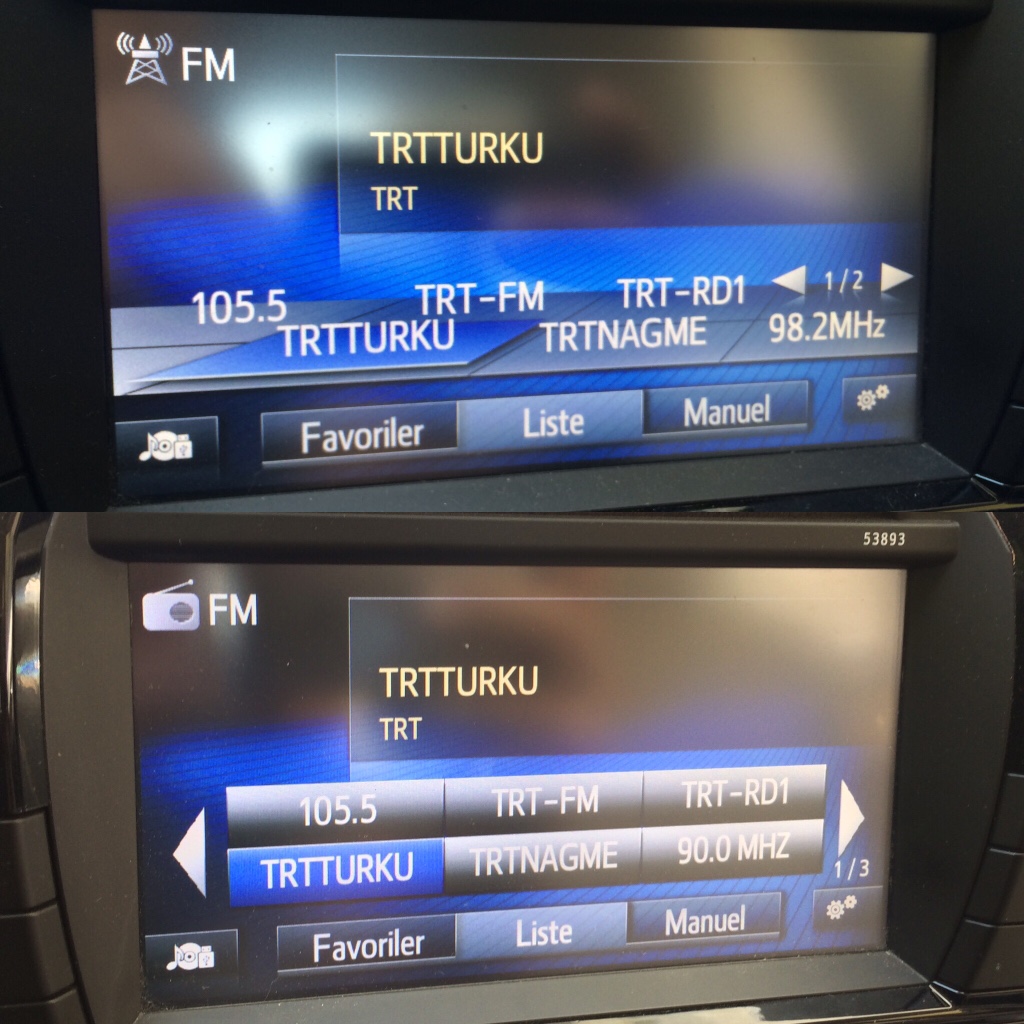 FM
TRTTURKU
TRT
105.5 TRT-FM TRT-RD1 1/2
TRTTURKU TRTNAGME 98.2MHz
Favoriler Liste Manuel
53893
FM
TRTTURKU
TRT
105.5 TRT-FM TRT-RD1
TRTTURKU TRTNAGME 90.0 MHZ
1/3
Favoriler Liste Manuel